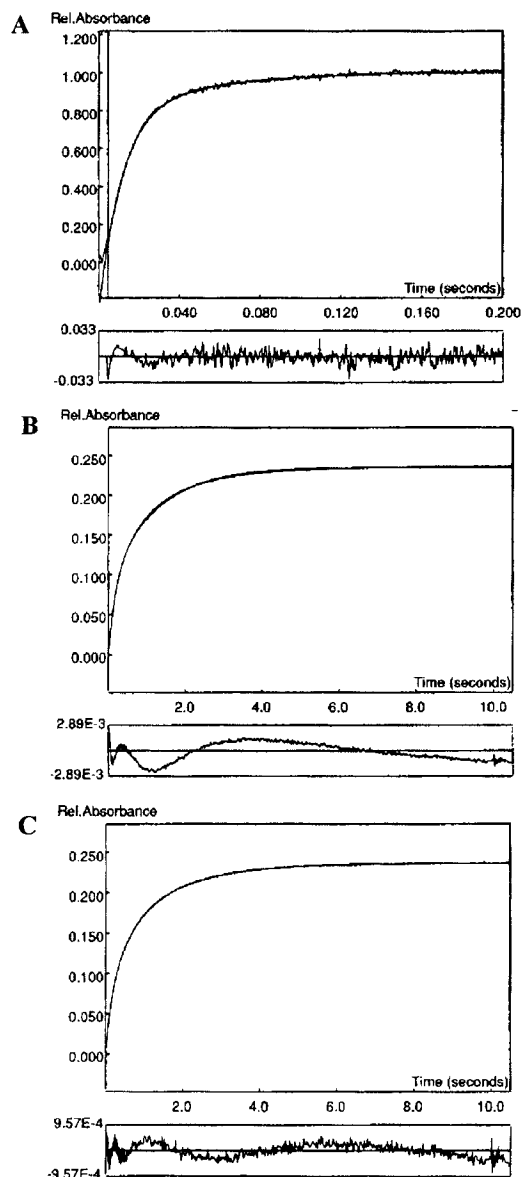 A
Rel.Absorbance
1.200
1.000
0.800
0.600
0.400
0.200
0.000
Time (seconds)
0.040 0.080 0.120 0.160 0.200
0.033
-0.033
B
Rel.Absorbance
0.250
0.200
0.150
0.100
0.050
0.000
Time (seconds)
2.0 4.0 6.0 8.0 10.0
2.89E-3
-2.89E-3
C
Rel.Absorbance
0.250
0.200
0.150
0.100
0.050
0.000
Time (seconds)
2.0 4.0 6.0 8.0 10.0
9.57E-4
-9.57E-4